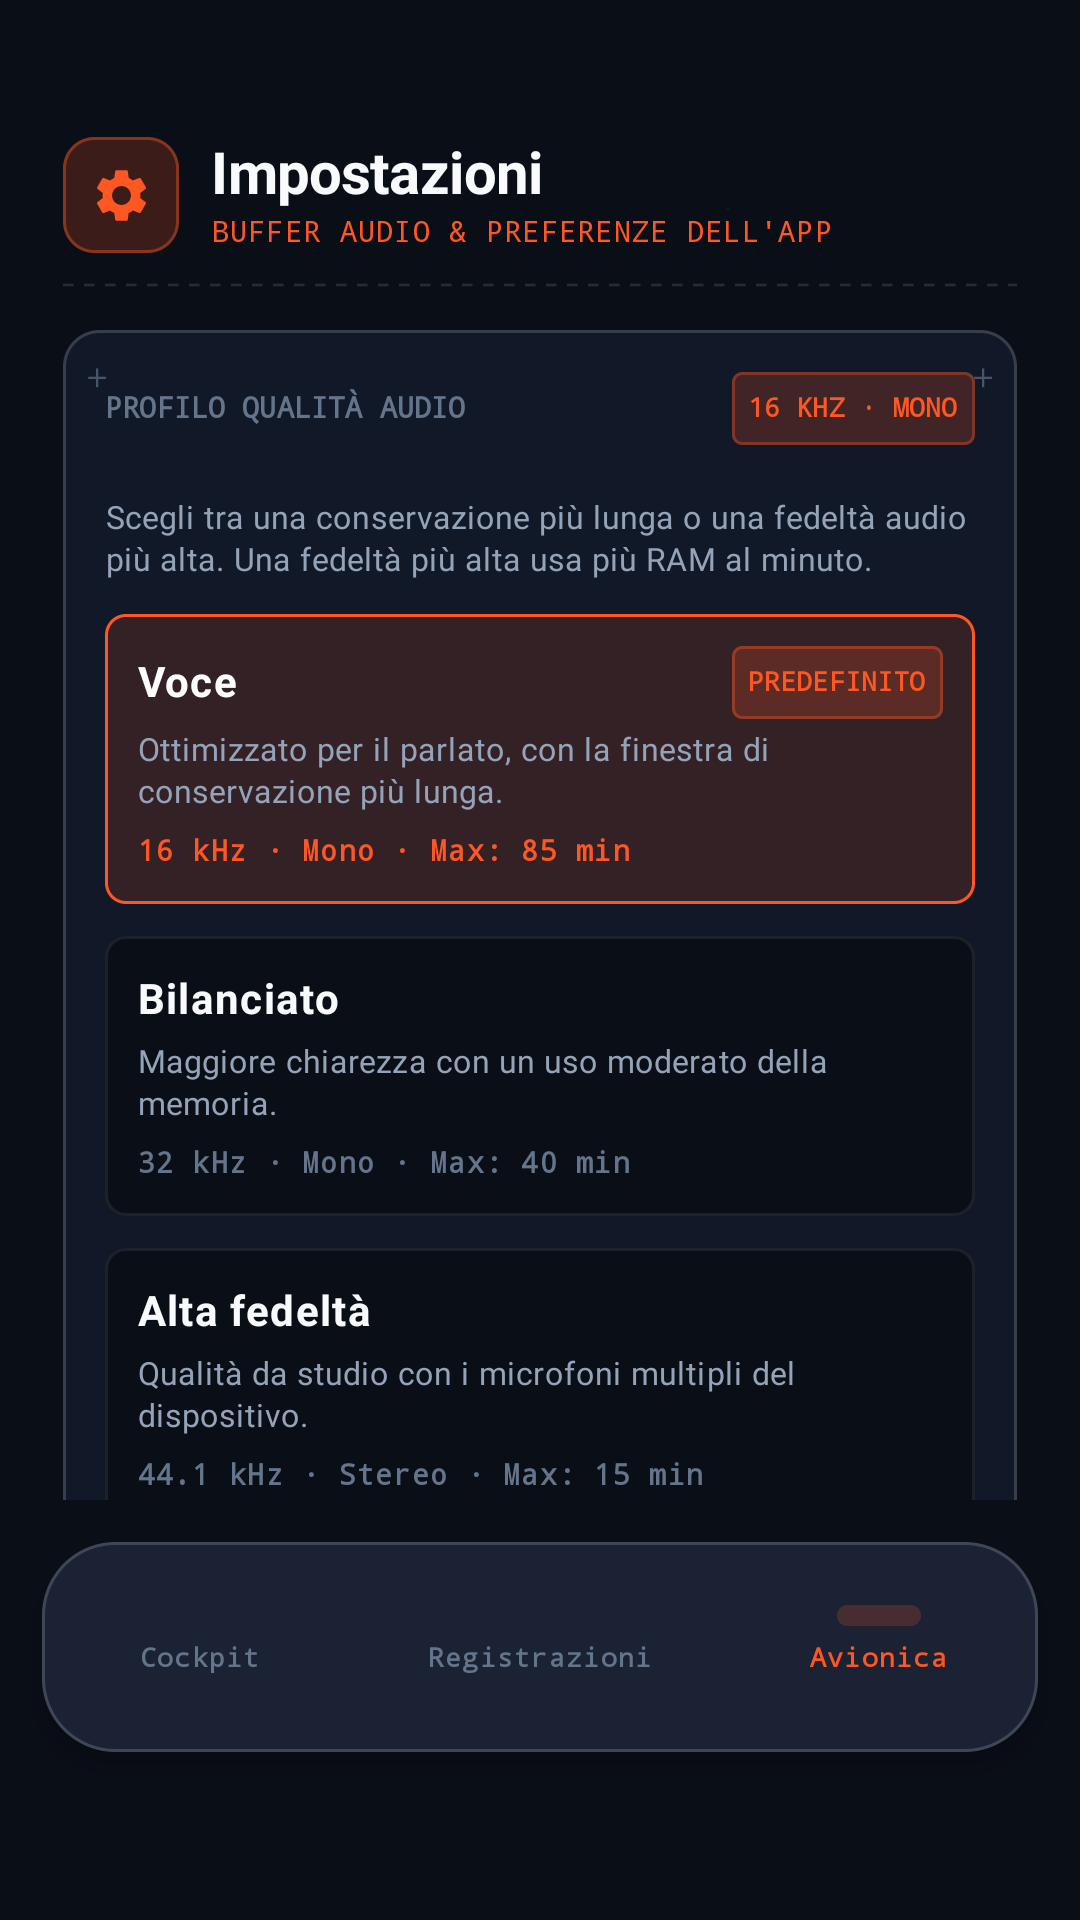 Impostazioni
BUFFER AUDIO & PREFERENZE DELL'APP
PROFILO QUALITÀ AUDIO
16 KHZ · MONO
Scegli tra una conservazione più lunga o una fedeltà audio
più alta. Una fedeltà più alta usa più RAM al minuto.
Voce
PREDEFINITO
Ottimizzato per il parlato, con la finestra di
conservazione più lunga.
16 kHz · Mono · Max: 85 min
Bilanciato
Maggiore chiarezza con un uso moderato della
memoria.
32 kHz · Mono · Max: 40 min
Alta fedeltà
Qualità da studio con i microfoni multipli del
dispositivo.
44.1 kHz · Stereo · Max: 15 min
Cockpit
Registrazioni
Avionica